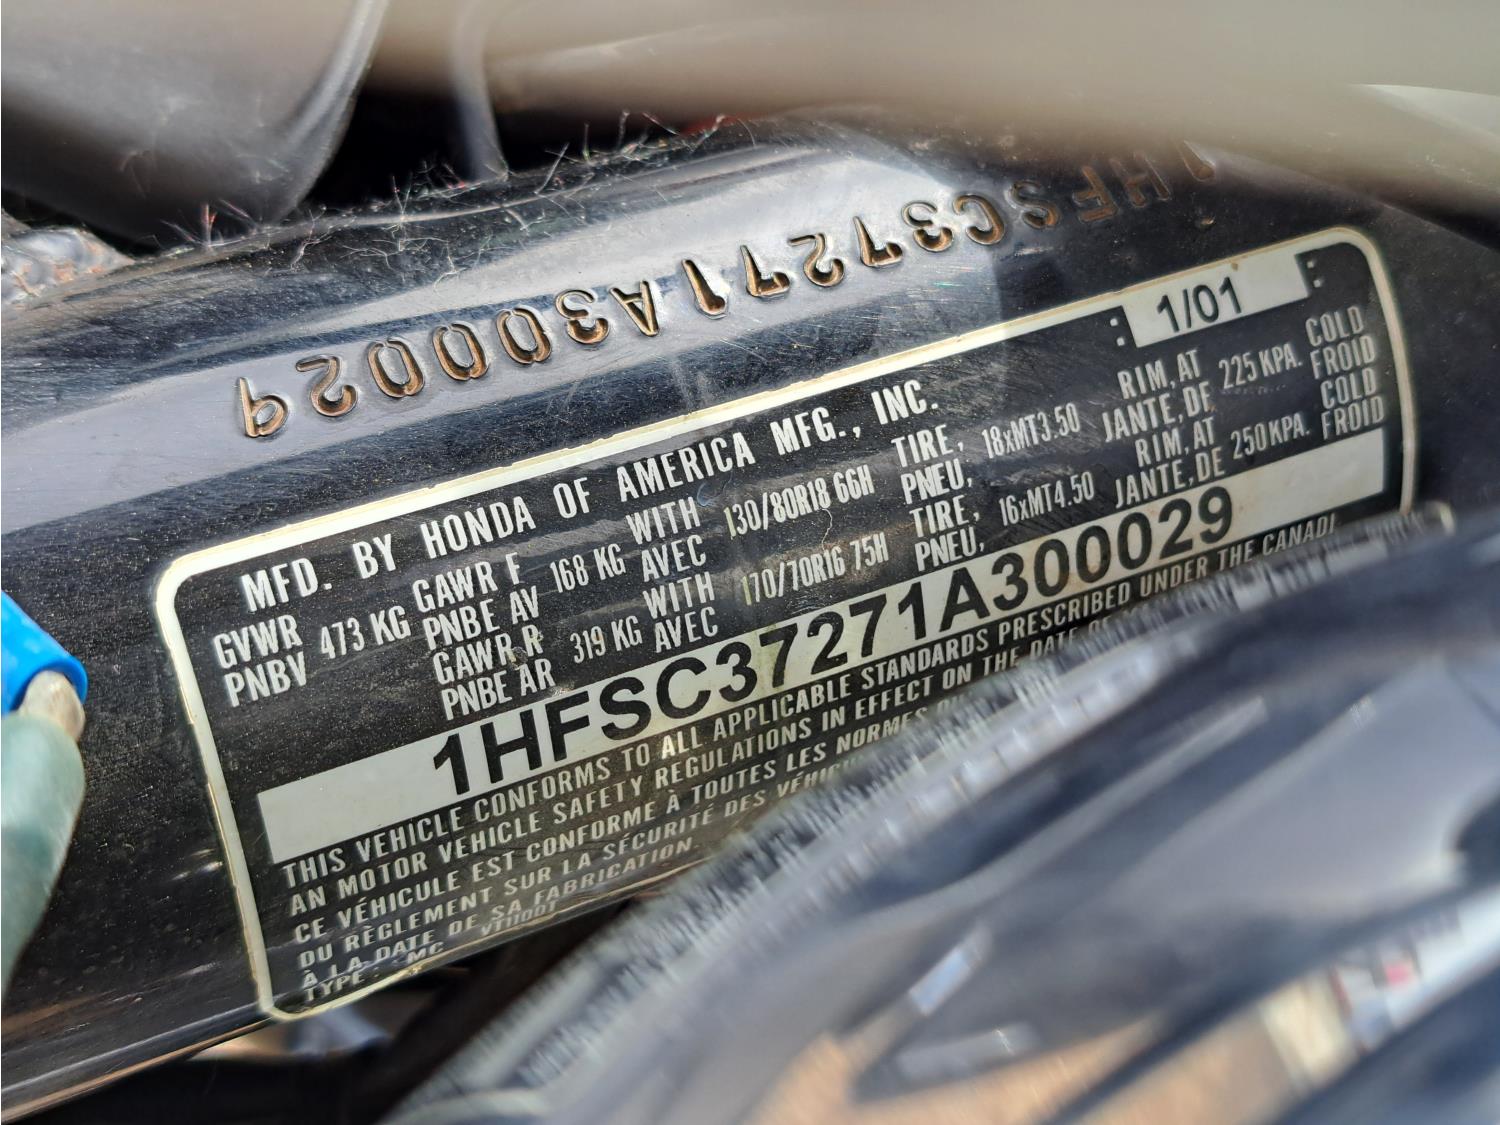 1HFSC37271A300029
MFD. BY HONDA OF AMERICA MFG., INC. : 1/01 :
GVWR 473 KG GAWR F 168 KG WITH 130/80R18 66H TIRE, 18xMT3.50 RIM, AT 225 KPA. COLD
PNBV PNBE AV AVEC PNEU, JANTE, DE FROID
GAWR R 319 KG WITH 170/70R16 75H TIRE, 16xMT4.50 RIM, AT 250 KPA. COLD
PNBE AR AVEC PNEU, JANTE, DE FROID
1HFSC37271A300029
THIS VEHICLE CONFORMS TO ALL APPLICABLE STANDARDS PRESCRIBED UNDER THE CANADI
AN MOTOR VEHICLE SAFETY REGULATIONS IN EFFECT ON THE DATE OF
CE VÉHICULE EST CONFORME À TOUTES LES NORMES
DU RÈGLEMENT SUR LA SÉCURITÉ DES
À LA DATE DE SA FABRICATION.
TYPE : MC VT1100T